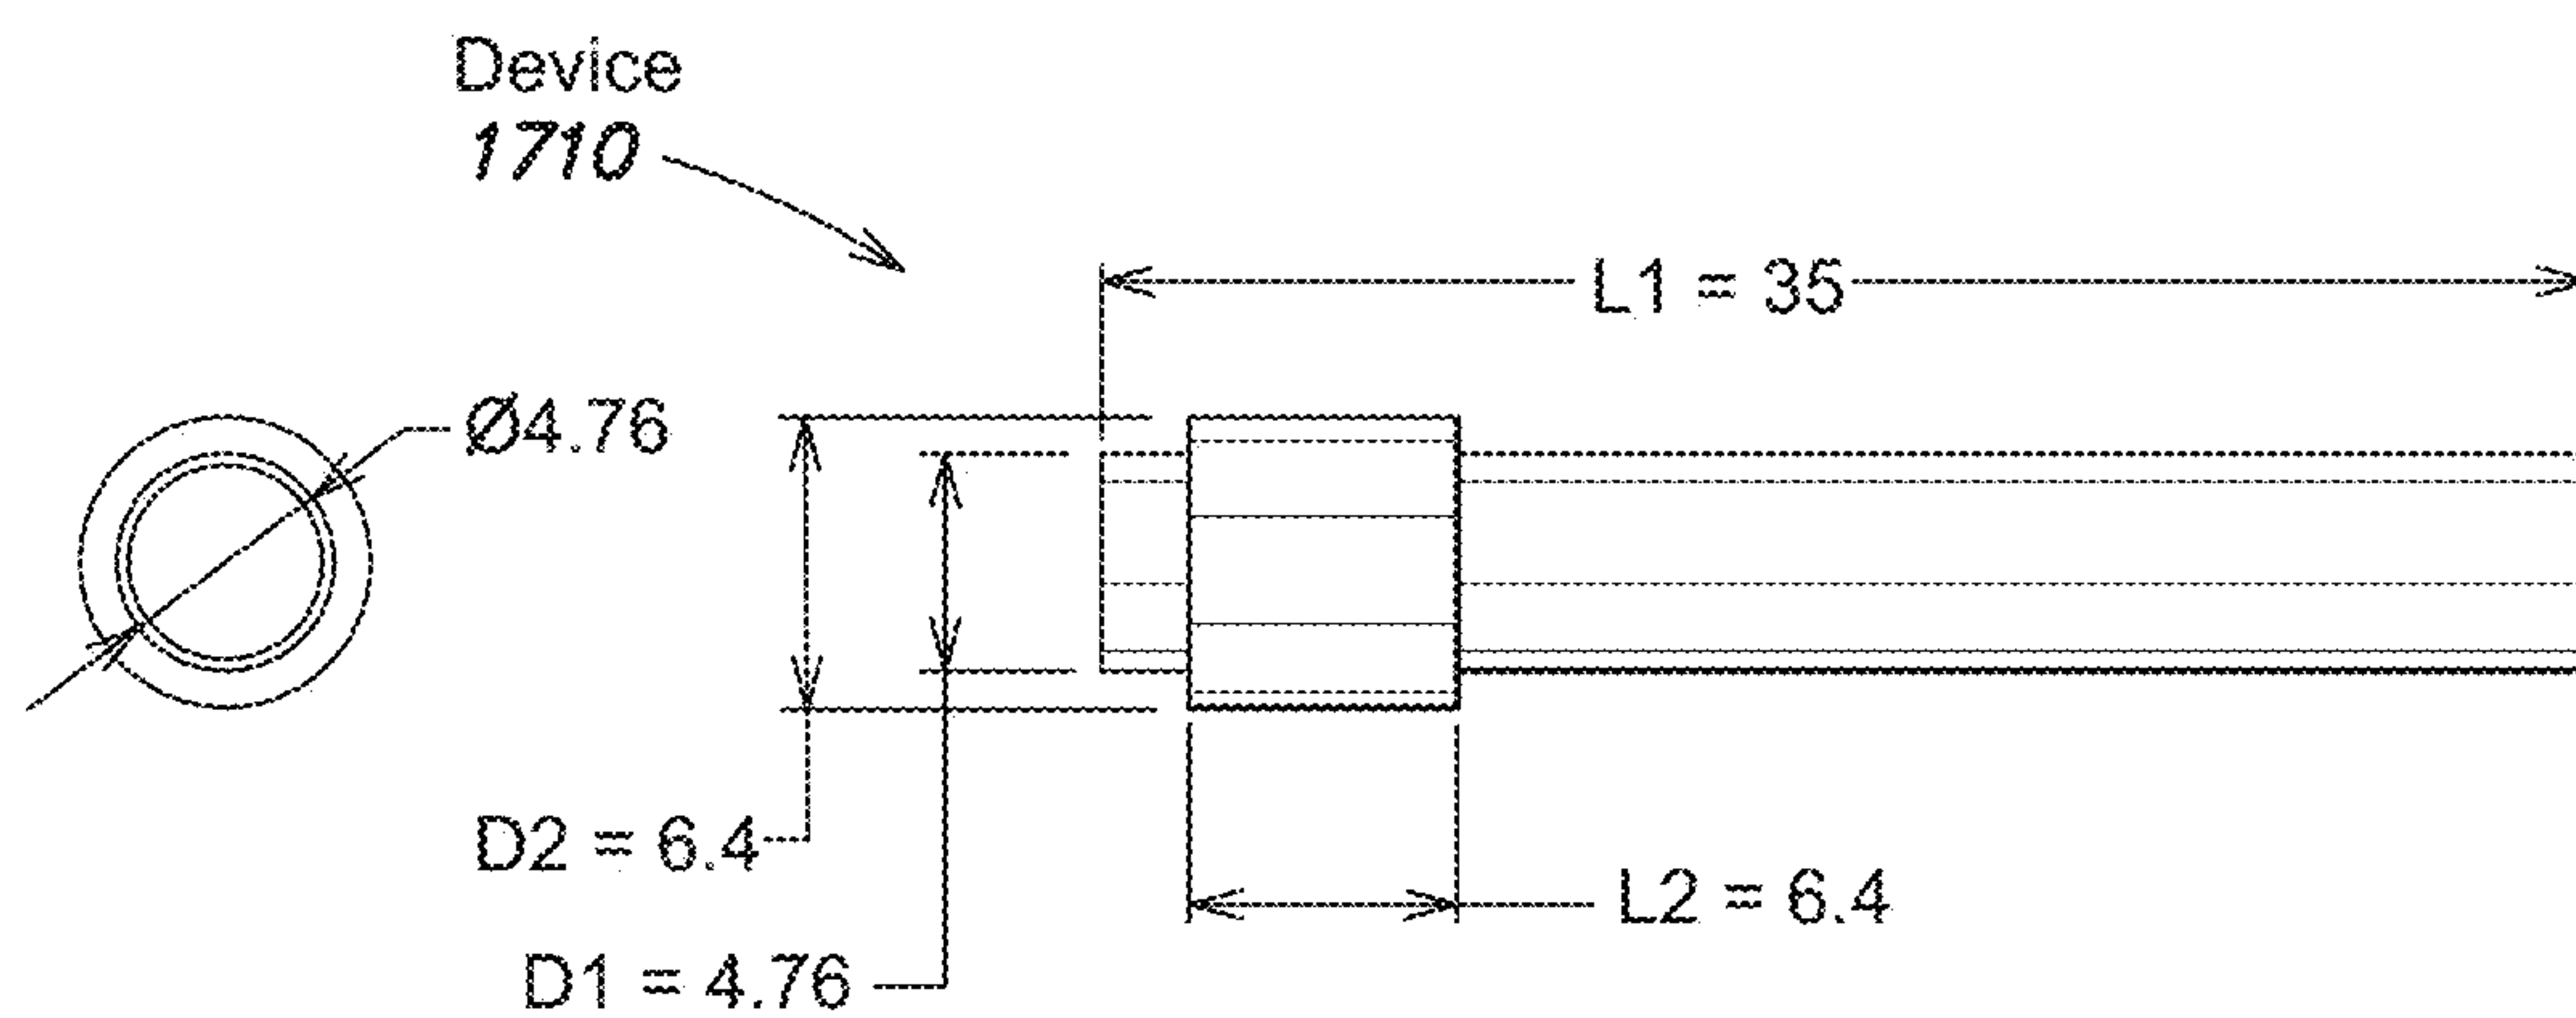 Device
1710
L1 = 35
Ø4.76
D2 = 6.4
L2 = 6.4
D1 = 4.76